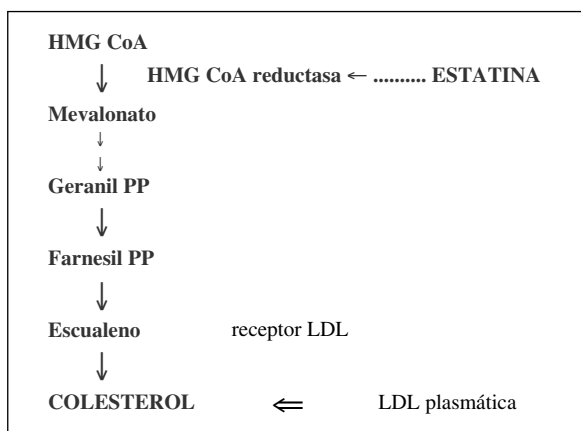 HMG CoA
HMG CoA reductasa ← .......... ESTATINA
Mevalonato
Geranil PP
Farnesil PP
Escualeno receptor LDL
COLESTEROL ⇐ LDL plasmática